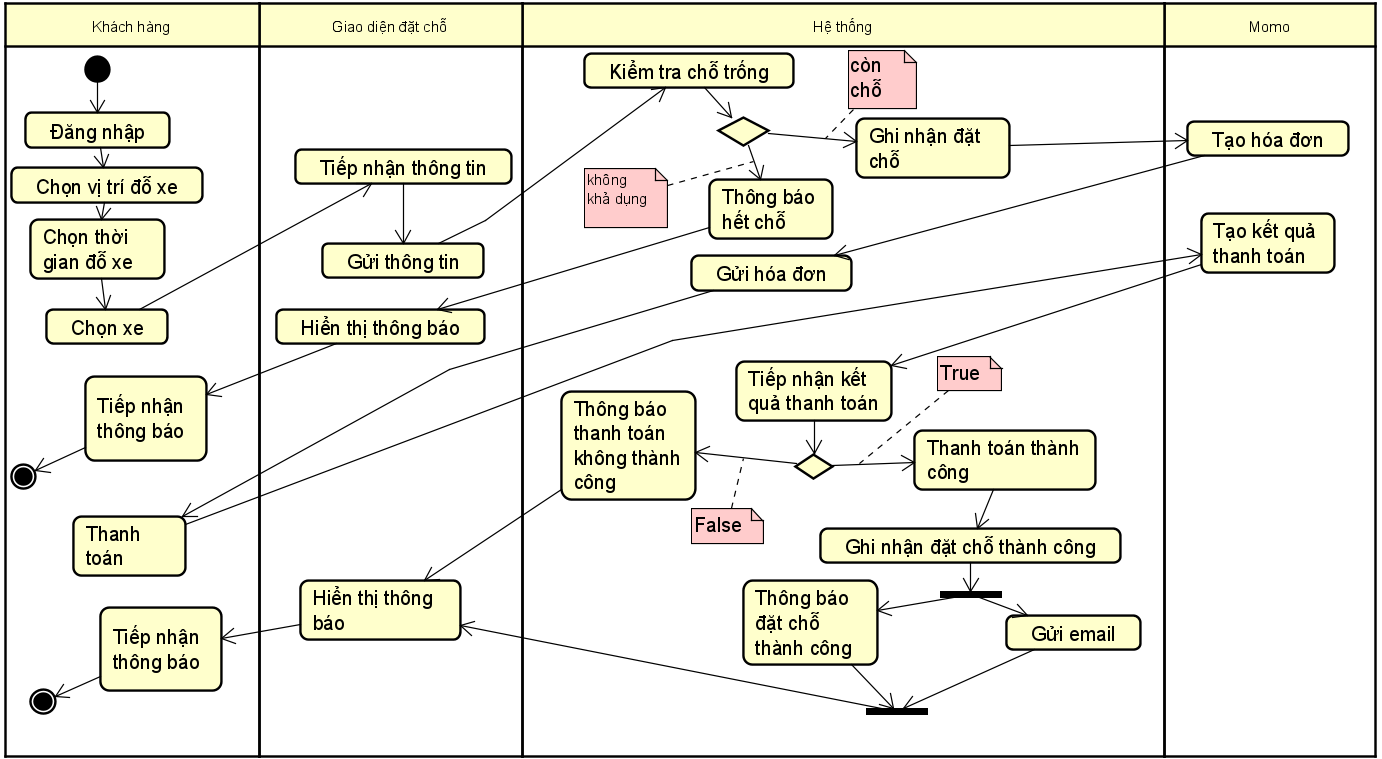 Khách hàng
Giao diện đặt chỗ
Hệ thống
Momo
Đăng nhập
Chọn vị trí đỗ xe
Chọn thời
gian đỗ xe
Chọn xe
Tiếp nhận thông tin
Gửi thông tin
Kiểm tra chỗ trống
còn
chỗ
Ghi nhận đặt
chỗ
không
khả dụng
Thông báo
hết chỗ
Tạo hóa đơn
Gửi hóa đơn
Tạo kết quả
thanh toán
Hiển thị thông báo
Tiếp nhận
thông báo
Thanh
toán
Tiếp nhận kết
quả thanh toán
True
Thông báo
thanh toán
không thành
công
False
Thanh toán thành
công
Ghi nhận đặt chỗ thành công
Thông báo
đặt chỗ
thành công
Gửi email
Hiển thị thông
báo
Tiếp nhận
thông báo